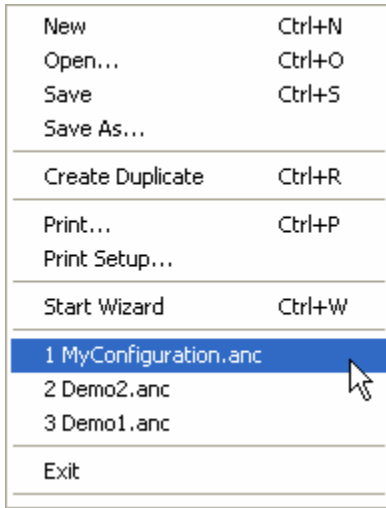 New Ctrl+N
Open... Ctrl+O
Save Ctrl+S
Save As...
Create Duplicate Ctrl+R
Print... Ctrl+P
Print Setup...
Start Wizard Ctrl+W
1 MyConfiguration.anc
2 Demo2.anc
3 Demo1.anc
Exit